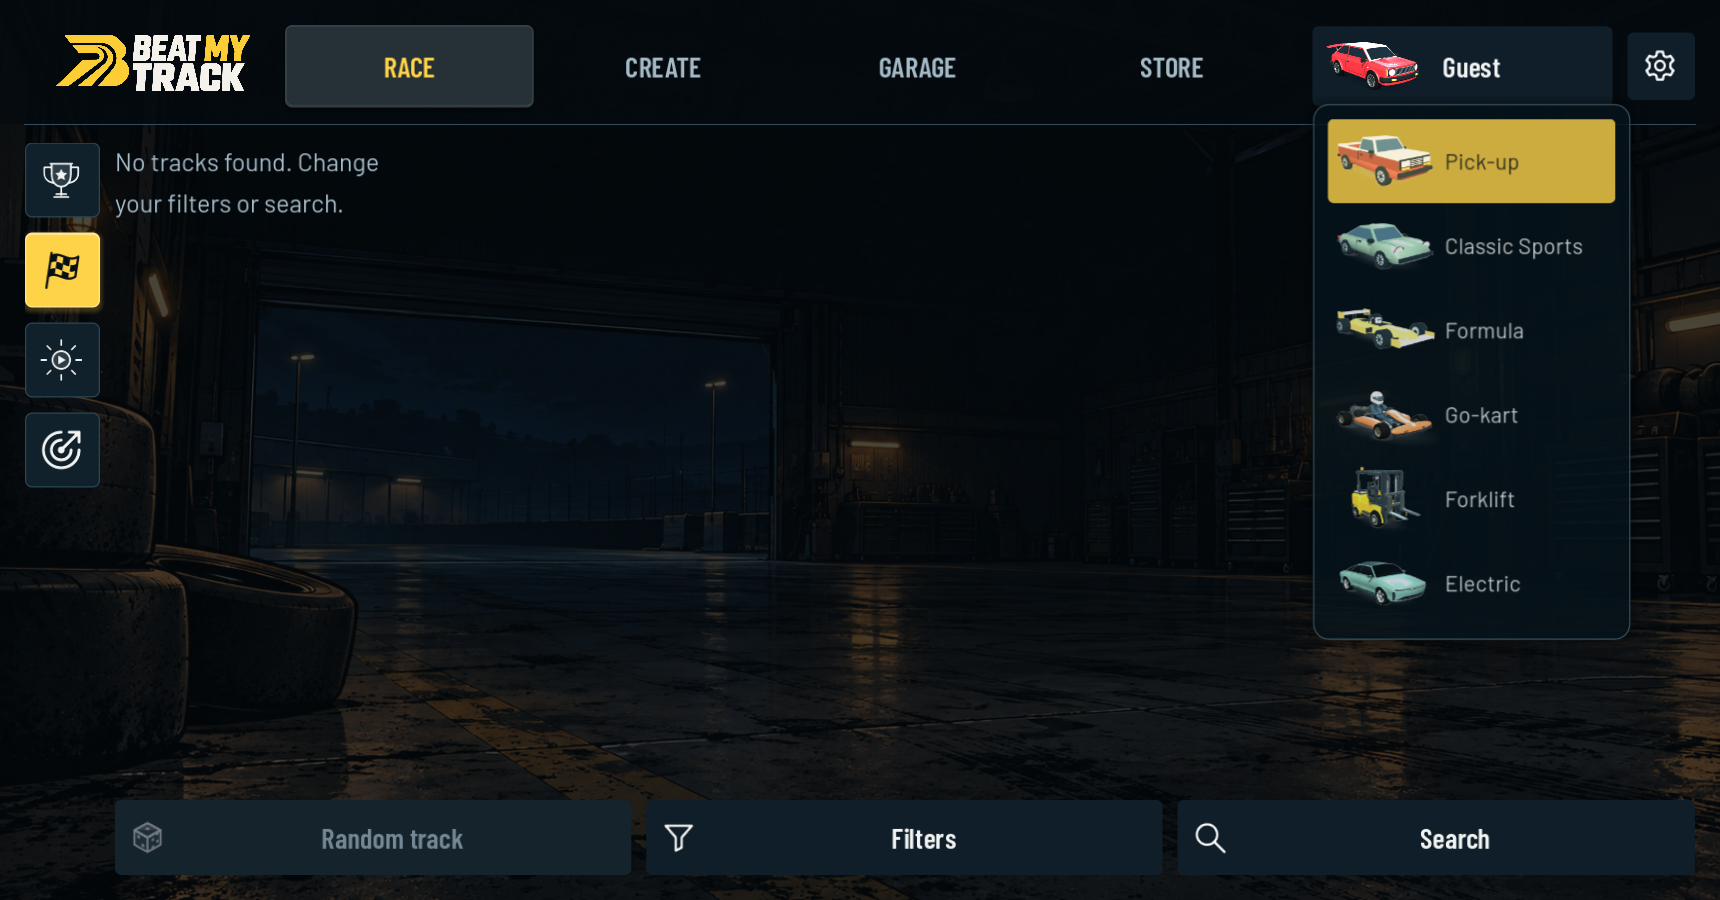 BEAT MY
TRACK
RACE
CREATE
GARAGE
STORE
Guest
No tracks found. Change
your filters or search.
Pick-up
Classic Sports
Formula
Go-kart
Forklift
Electric
Random track
Filters
Search